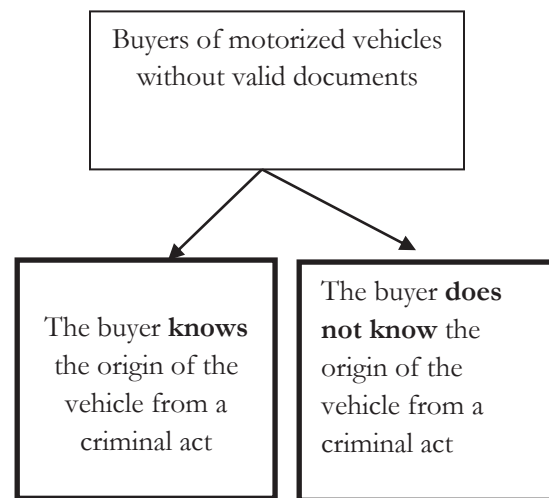 Buyers of motorized vehicles
without valid documents
The buyer knows
the origin of the
vehicle from a
criminal act
The buyer does
not know the
origin of the
vehicle from a
criminal act